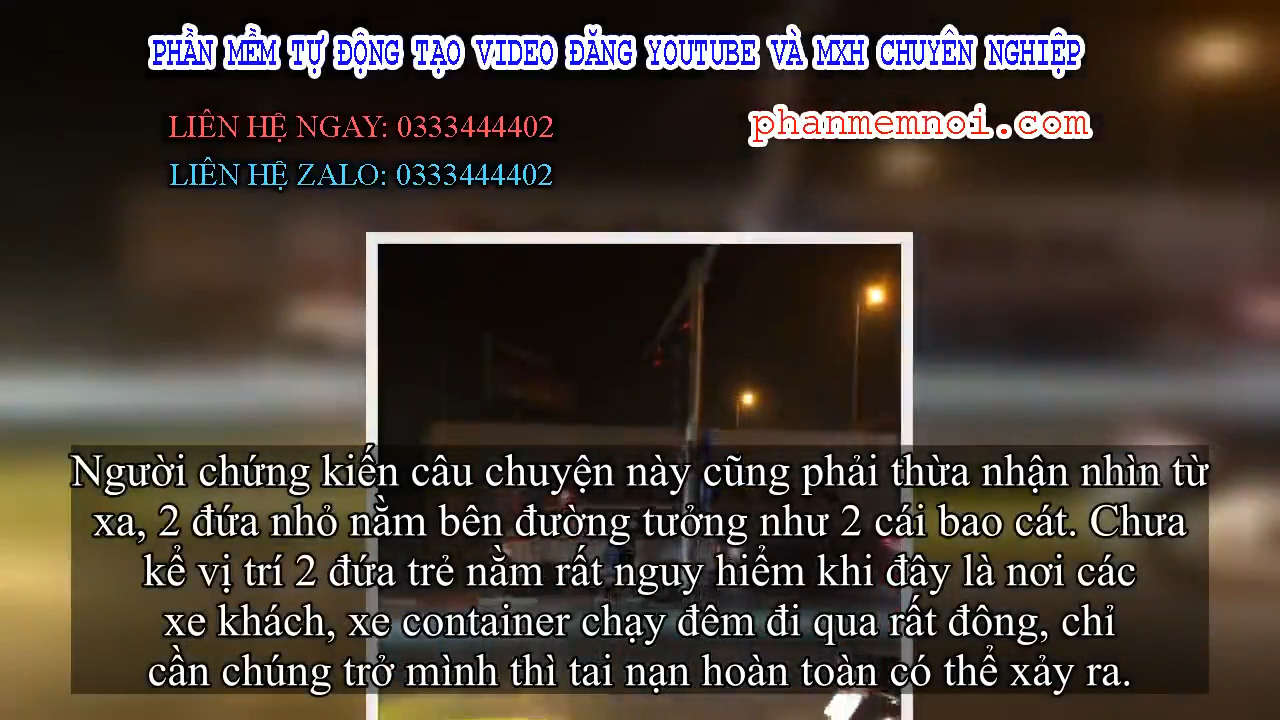 PHẦN MỀM TỰ ĐỘNG TẠO VIDEO ĐĂNG YOUTUBE VÀ MXH CHUYÊN NGHIỆP
LIÊN HỆ NGAY: 0333444402
phanmemnoi.com
LIÊN HỆ ZALO: 0333444402
Người chứng kiến câu chuyện này cũng phải thừa nhận nhìn từ
xa, 2 đứa nhỏ nằm bên đường tưởng như 2 cái bao cát. Chưa
kể vị trí 2 đứa trẻ nằm rất nguy hiểm khi đây là nơi các
xe khách, xe container chạy đêm đi qua rất đông, chỉ
cần chúng trở mình thì tai nạn hoàn toàn có thể xảy ra.